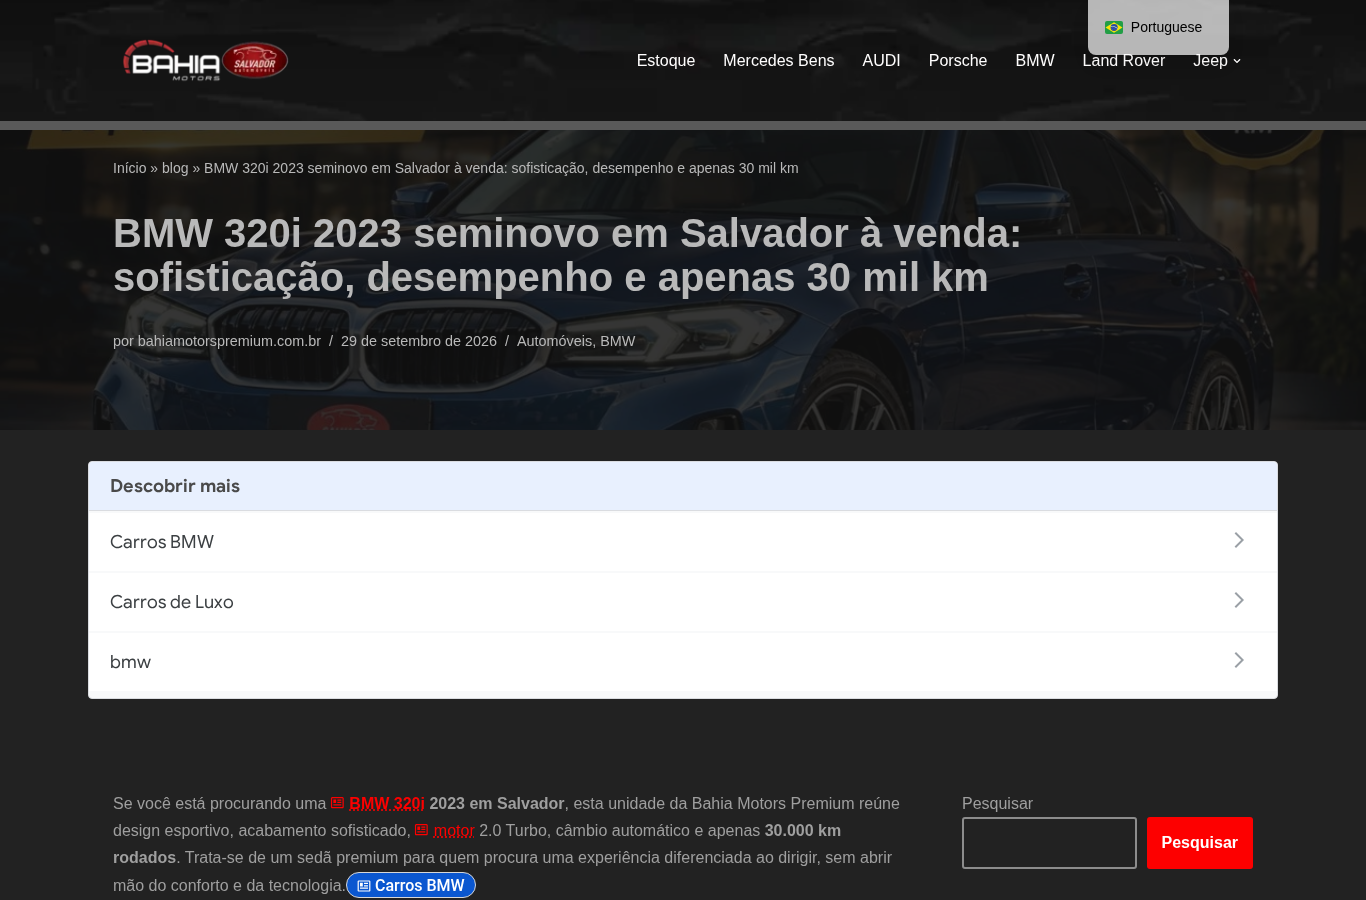 Portuguese
BAHIA
MOTORS
SALVADOR
AUTOMÓVEIS
Estoque
Mercedes Bens
AUDI
Porsche
BMW
Land Rover
Jeep
KM
Início » blog » BMW 320i 2023 seminovo em Salvador à venda: sofisticação, desempenho e apenas 30 mil km
BMW 320i 2023 seminovo em Salvador à venda:
sofisticação, desempenho e apenas 30 mil km
por bahiamotorspremium.com.br / 29 de setembro de 2026 / Automóveis, BMW
Descobrir mais
Carros BMW
Carros de Luxo
bmw
Se você está procurando uma BMW 320i 2023 em Salvador, esta unidade da Bahia Motors Premium reúne
design esportivo, acabamento sofisticado, motor 2.0 Turbo, câmbio automático e apenas 30.000 km
rodados. Trata-se de um sedã premium para quem procura uma experiência diferenciada ao dirigir, sem abrir
mão do conforto e da tecnologia. Carros BMW
Pesquisar
Pesquisar